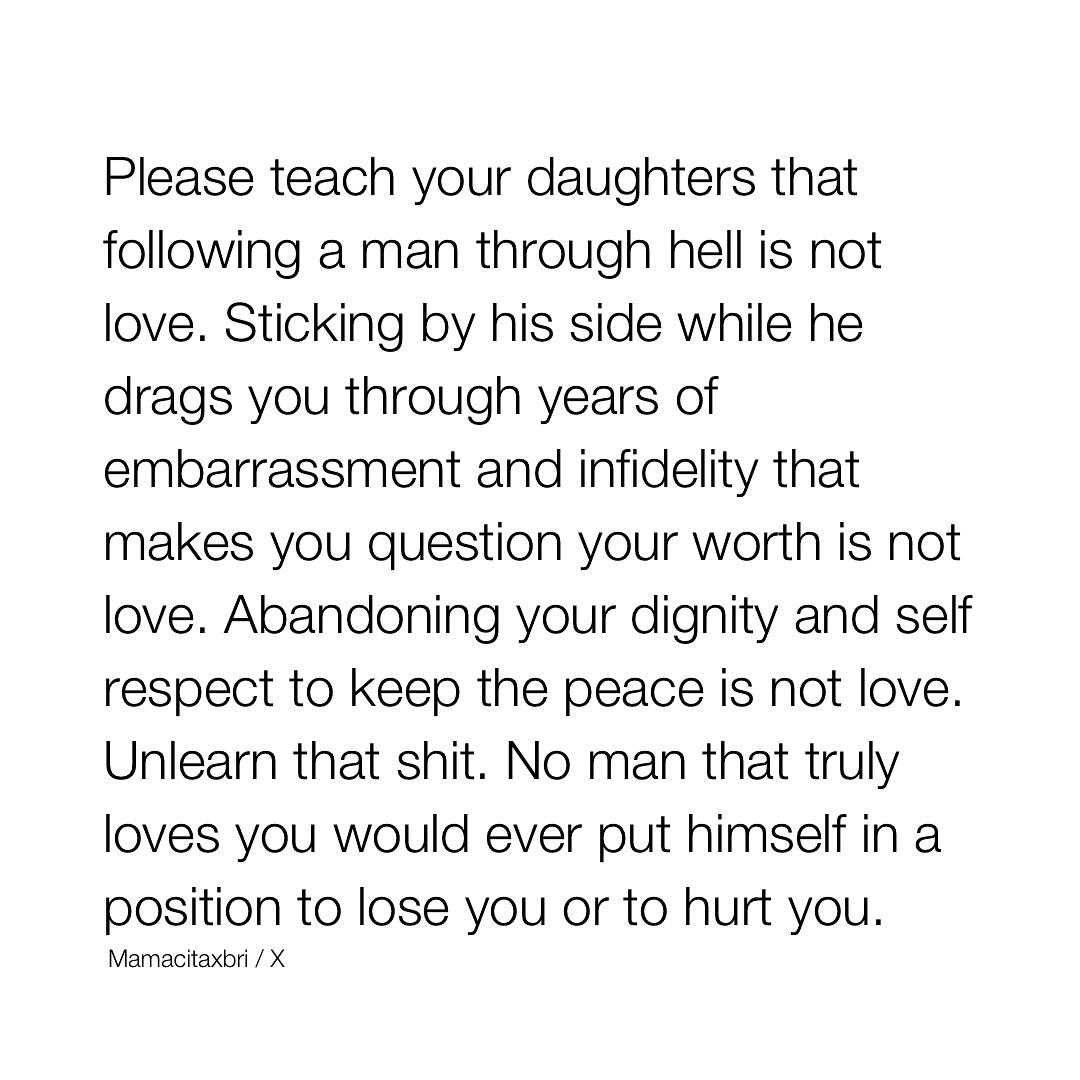 Please teach your daughters that
following a man through hell is not
love. Sticking by his side while he
drags you through years of
embarrassment and infidelity that
makes you question your worth is not
love. Abandoning your dignity and self
respect to keep the peace is not love.
Unlearn that shit. No man that truly
loves you would ever put himself in a
position to lose you or to hurt you.
Mamacitaxbri / X